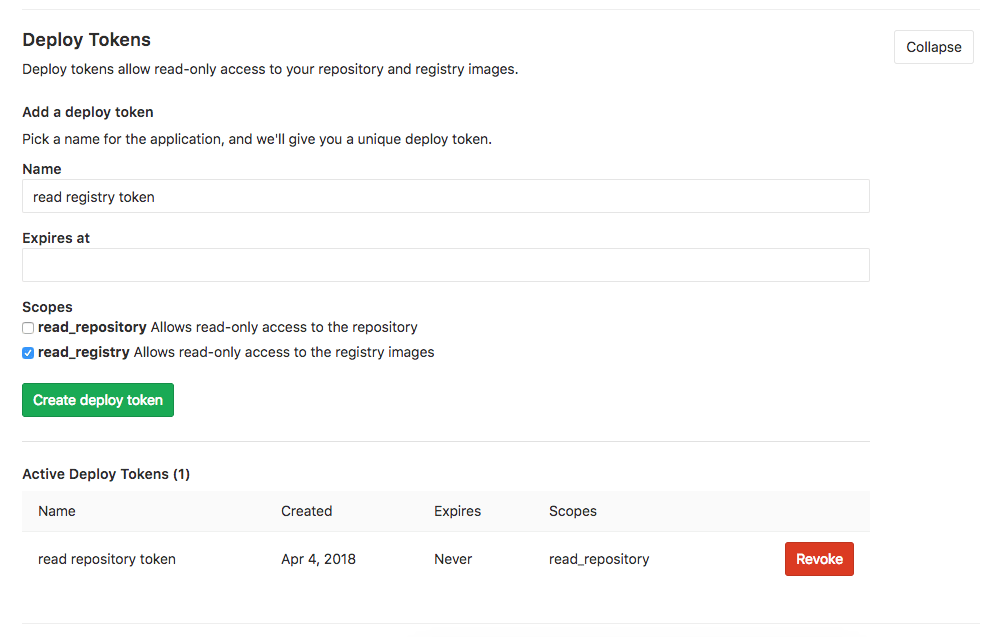 Deploy Tokens
Collapse
Deploy tokens allow read-only access to your repository and registry images.
Add a deploy token
Pick a name for the application, and we'll give you a unique deploy token.
Name
read registry token
Expires at
Scopes
read_repository Allows read-only access to the repository
read_registry Allows read-only access to the registry images
Create deploy token
Active Deploy Tokens (1)
Name Created Expires Scopes
read repository token Apr 4, 2018 Never read_repository Revoke